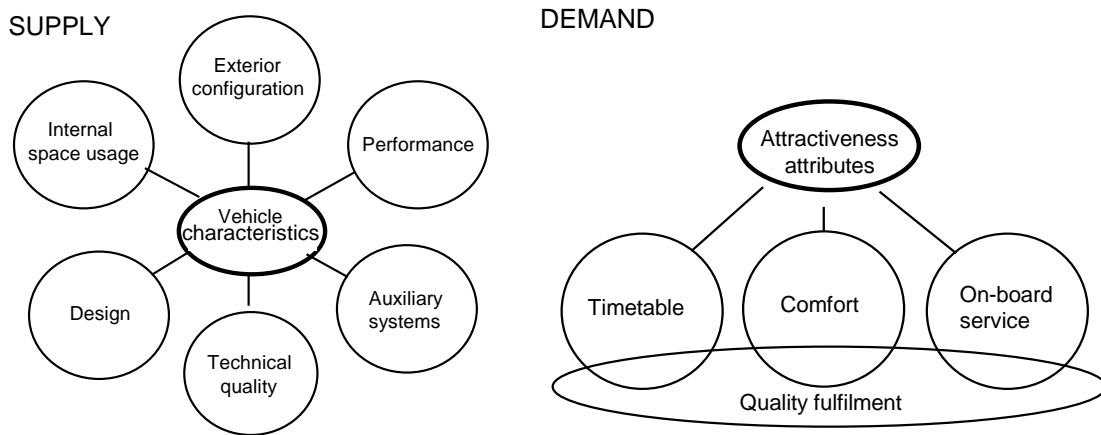 SUPPLY
Exterior
configuration
Internal
space usage
Performance
Vehicle
characteristics
Design
Auxiliary
systems
Technical
quality
DEMAND
Attractiveness
attributes
Timetable
Comfort
On-board
service
Quality fulfilment